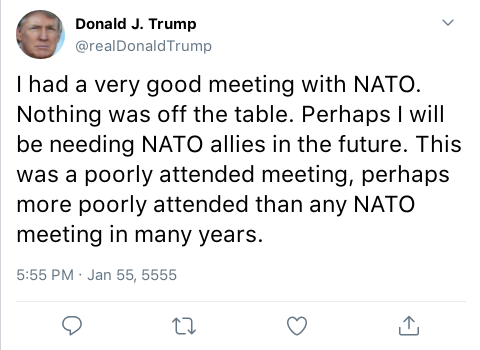 Donald J. Trump
@realDonaldTrump
I had a very good meeting with NATO.
Nothing was off the table. Perhaps I will
be needing NATO allies in the future. This
was a poorly attended meeting, perhaps
more poorly attended than any NATO
meeting in many years.
5:55 PM · Jan 55, 5555